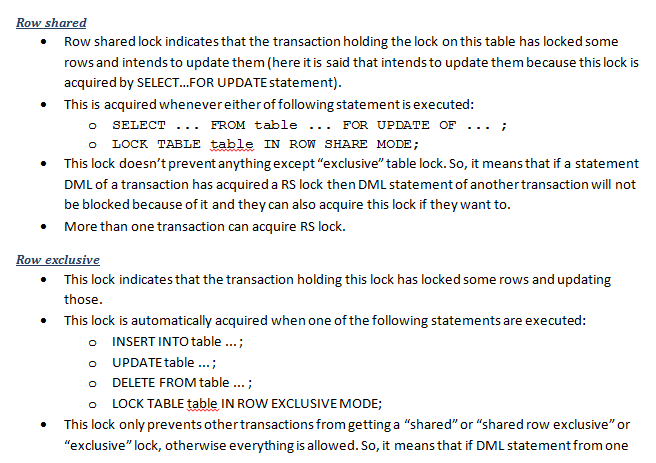 Row shared
• Row shared lock indicates that the transaction holding the lock on this table has locked some
rows and intends to update them (here it is said that intends to update them because this lock is
acquired by SELECT…FOR UPDATE statement).
• This is acquired whenever either of following statement is executed:
o SELECT ... FROM table ... FOR UPDATE OF ... ;
o LOCK TABLE table IN ROW SHARE MODE;
• This lock doesn't prevent anything except “exclusive” table lock. So, it means that if a statement
DML of a transaction has acquired a RS lock then DML statement of another transaction will not
be blocked because of it and they can also acquire this lock if they want to.
• More than one transaction can acquire RS lock.
Row exclusive
• This lock indicates that the transaction holding this lock has locked some rows and updating
those.
• This lock is automatically acquired when one of the following statements are executed:
o INSERT INTO table …;
o UPDATE table …;
o DELETE FROM table … ;
o LOCK TABLE table IN ROW EXCLUSIVE MODE;
• This lock only prevents other transactions from getting a “shared” or “shared row exclusive” or
“exclusive” lock, otherwise everything is allowed. So, it means that if DML statement from one